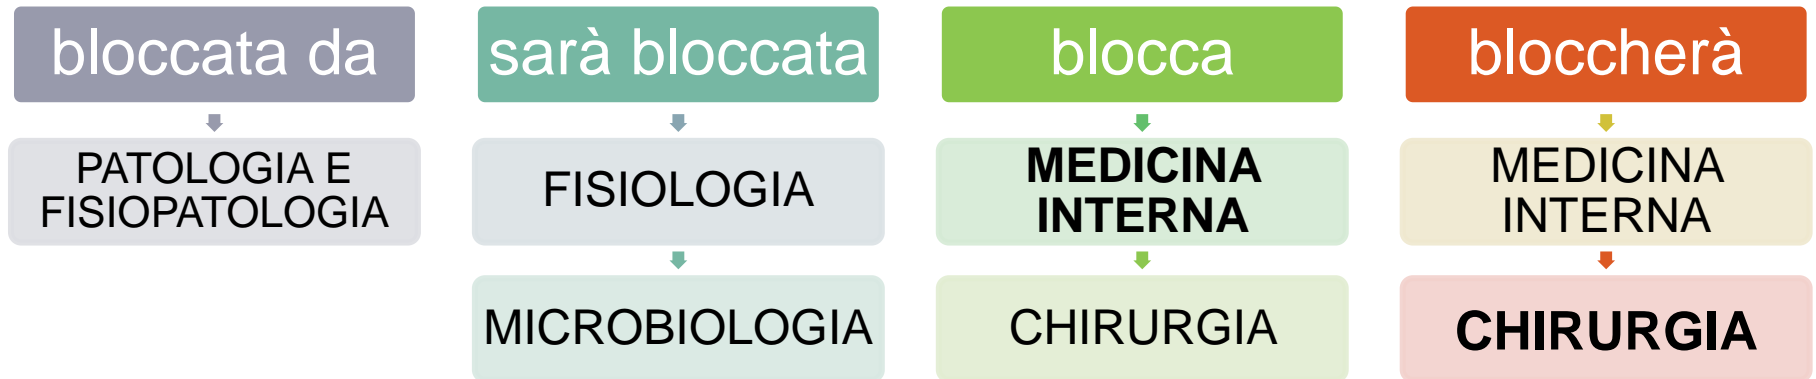 bloccata da
PATOLOGIA E
FISIOPATOLOGIA
sarà bloccata
FISIOLOGIA
MICROBIOLOGIA
blocca
MEDICINA
INTERNA
CHIRURGIA
bloccherà
MEDICINA
INTERNA
CHIRURGIA